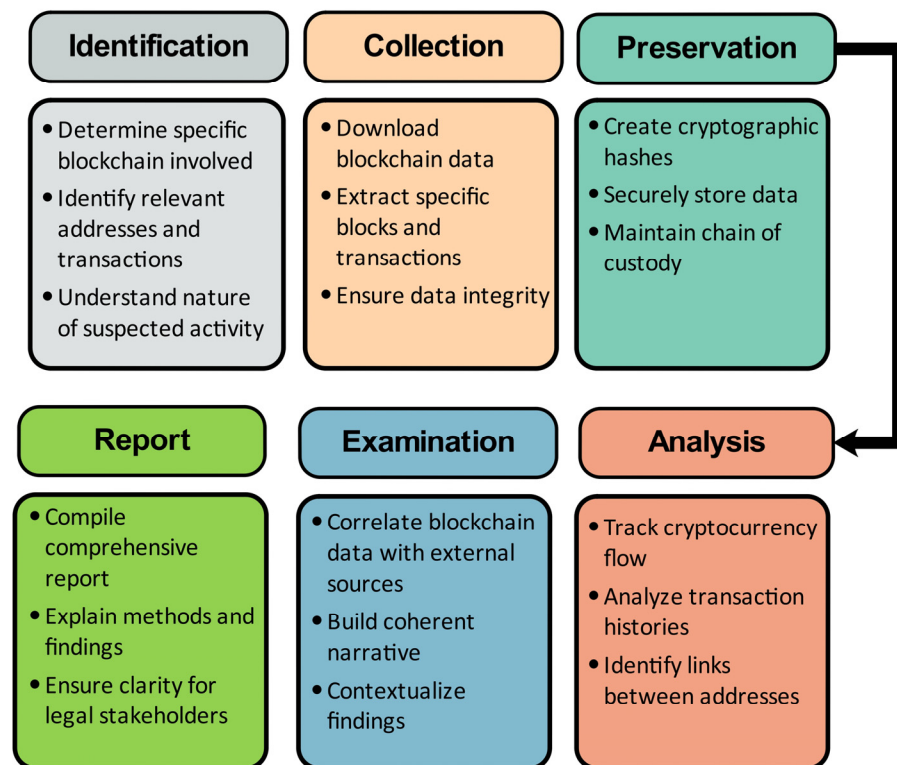 Identification
• Determine specific
blockchain involved
• Identify relevant
addresses and
transactions
• Understand nature
of suspected activity
Collection
• Download
blockchain data
• Extract specific
blocks and
transactions
• Ensure data integrity
Preservation
• Create cryptographic
hashes
• Securely store data
• Maintain chain of
custody
Report
• Compile
comprehensive
report
• Explain methods and
findings
• Ensure clarity for
legal stakeholders
Examination
• Correlate blockchain
data with external
sources
• Build coherent
narrative
• Contextualize
findings
Analysis
• Track cryptocurrency
flow
• Analyze transaction
histories
• Identify links
between addresses